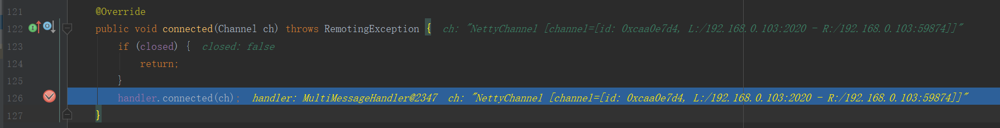 121 @Override
122 public void connected(Channel ch) throws RemotingException { ch: "NettyChannel [channel=[id: 0xcaa0e7d4, L:/192.168.0.103:2020 - R:/192.168.0.103:59874]]"
123 if (closed) { closed: false
124 return;
125 }
126 handler.connected(ch); handler: MultiMessageHandler@2347 ch: "NettyChannel [channel=[id: 0xcaa0e7d4, L:/192.168.0.103:2020 - R:/192.168.0.103:59874]]"
127 }